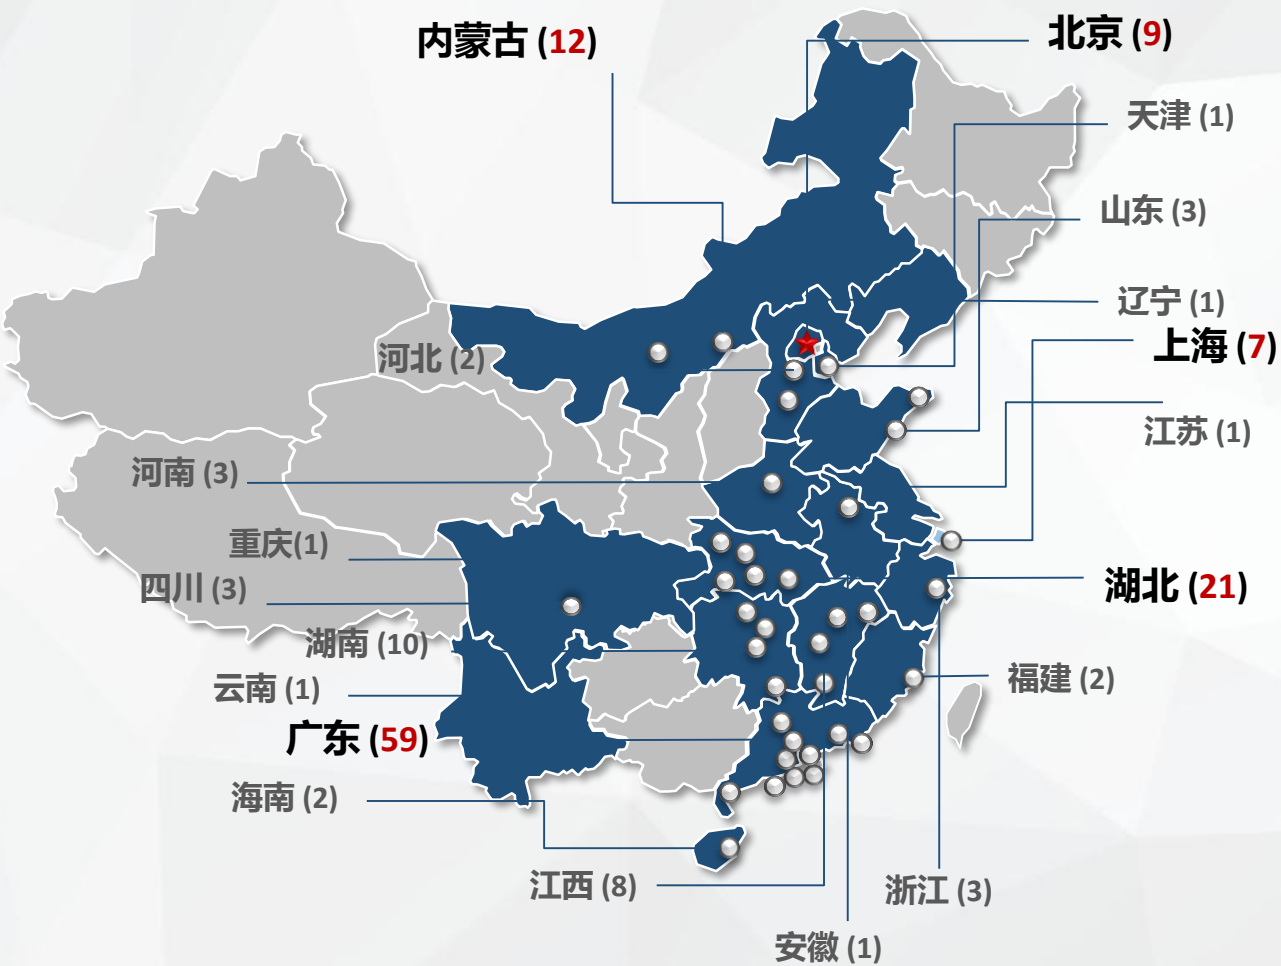 内蒙古 (12)
北京 (9)
天津 (1)
山东 (3)
辽宁 (1)
上海 (7)
河北 (2)
江苏 (1)
河南 (3)
重庆(1)
四川 (3)
湖北 (21)
湖南 (10)
云南 (1)
福建 (2)
广东 (59)
海南 (2)
江西 (8)
浙江 (3)
安徽 (1)